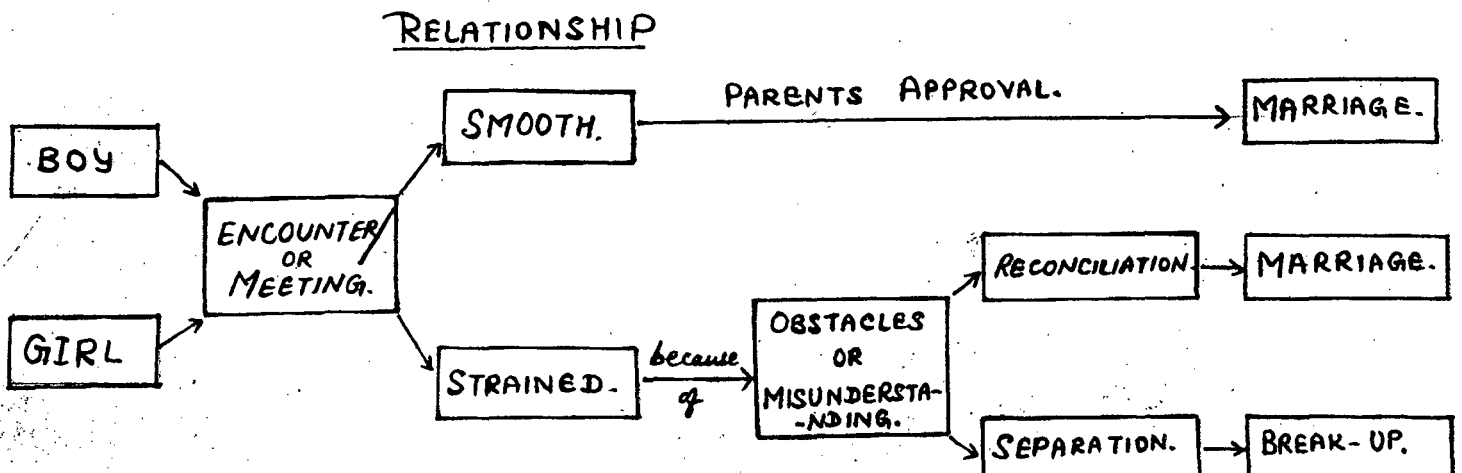 RELATIONSHIP
BOY
GIRL
ENCOUNTER
OR
MEETING.
SMOOTH.
PARENTS APPROVAL.
MARRIAGE.
STRAINED.
because
of
OBSTACLES
OR
MISUNDERSTA-
-NDING.
RECONCILIATION
MARRIAGE.
SEPARATION.
BREAK-UP.